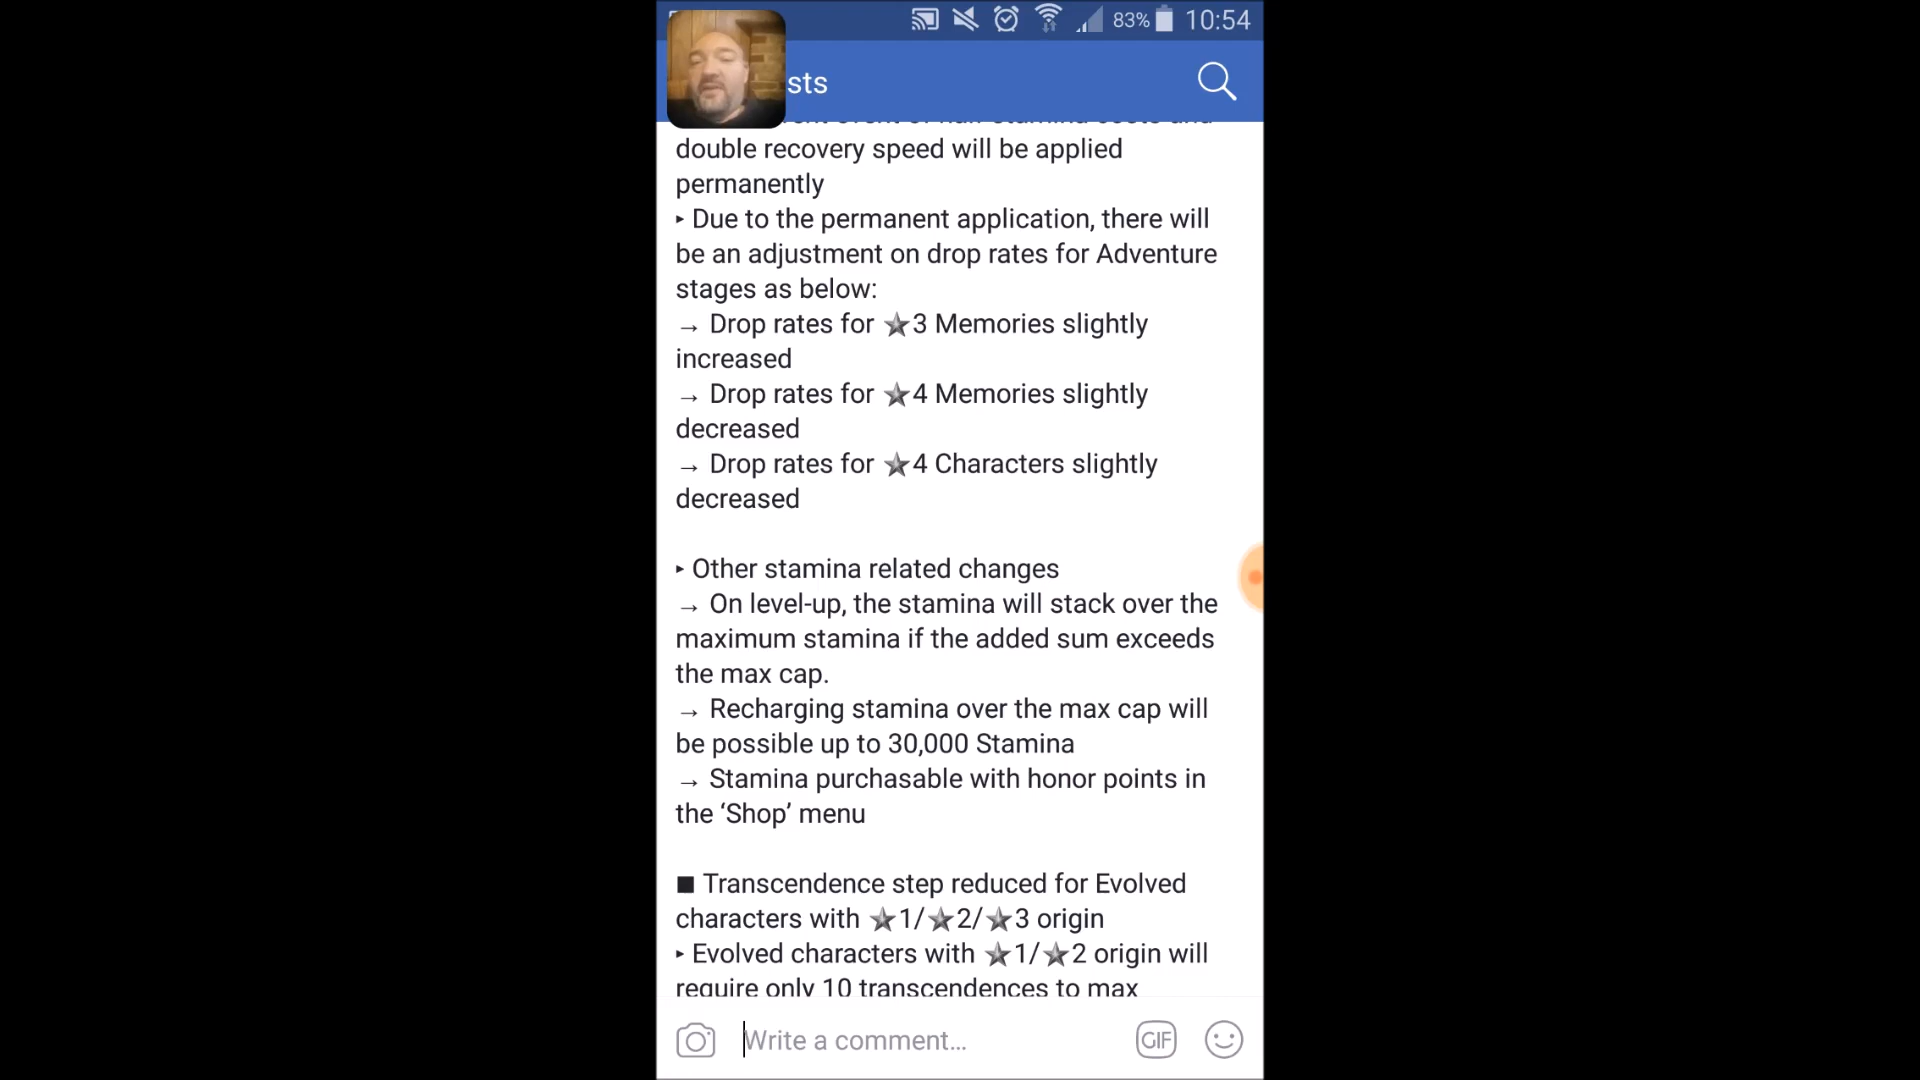 83% 10:54
sts
double recovery speed will be applied
permanently
‣ Due to the permanent application, there will
be an adjustment on drop rates for Adventure
stages as below:
→ Drop rates for ★3 Memories slightly
increased
→ Drop rates for ★4 Memories slightly
decreased
→ Drop rates for ★4 Characters slightly
decreased
‣ Other stamina related changes
→ On level-up, the stamina will stack over the
maximum stamina if the added sum exceeds
the max cap.
→ Recharging stamina over the max cap will
be possible up to 30,000 Stamina
→ Stamina purchasable with honor points in
the ‘Shop’ menu
■ Transcendence step reduced for Evolved
characters with ★1/★2/★3 origin
‣ Evolved characters with ★1/★2 origin will
require only 10 transcendences to max
Write a comment...
GIF